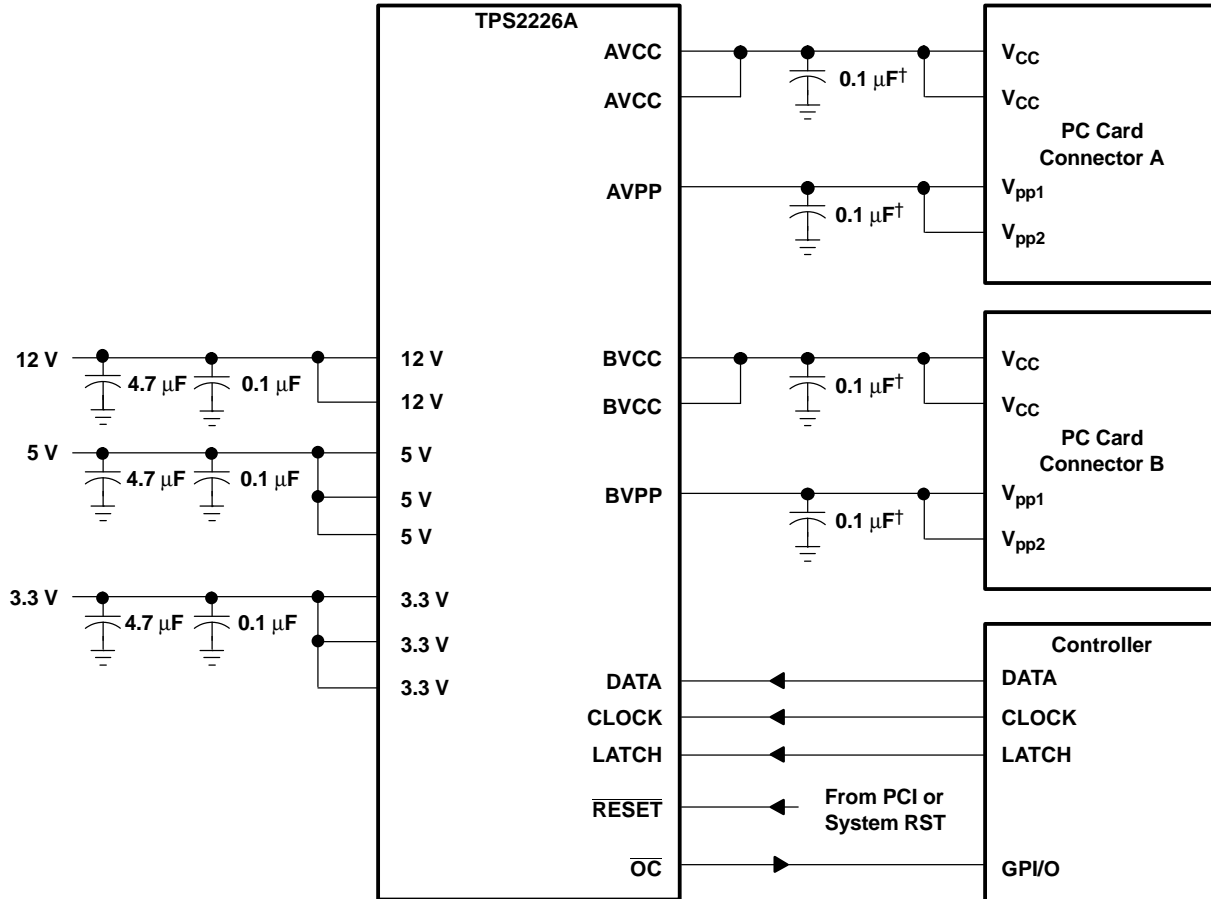 TPS2226A
AVCC
AVCC
AVPP
0.1 μF†
0.1 μF†
VCC
VCC
PC Card
Connector A
Vpp1
Vpp2
12 V
4.7 μF
0.1 μF
12 V
12 V
5 V
4.7 μF
0.1 μF
5 V
5 V
5 V
3.3 V
4.7 μF
0.1 μF
3.3 V
3.3 V
3.3 V
BVCC
BVCC
BVPP
0.1 μF†
0.1 μF†
VCC
VCC
PC Card
Connector B
Vpp1
Vpp2
DATA
CLOCK
LATCH
RESET
OC
From PCI or
System RST
Controller
DATA
CLOCK
LATCH
GPI/O